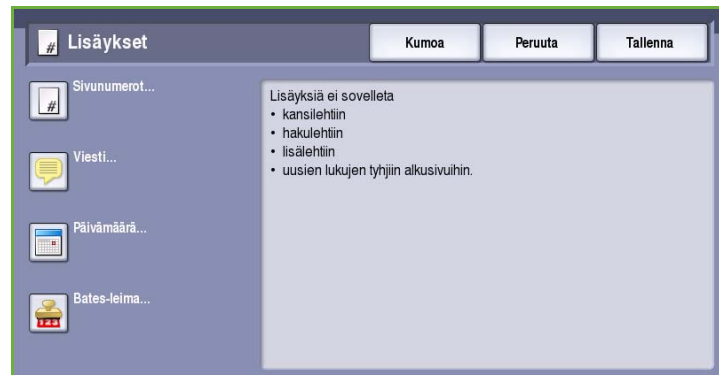 # Lisäykset
Kumoa
Peruuta
Tallenna
# Sivunumerot...
Viesti...
Päivämäärä...
123 Bates-leima...
Lisäyksiä ei sovelleta
• kansilehtiin
• hakulehtiin
• lisälehtiin
• uusien lukujen tyhjiin alkusivuihin.